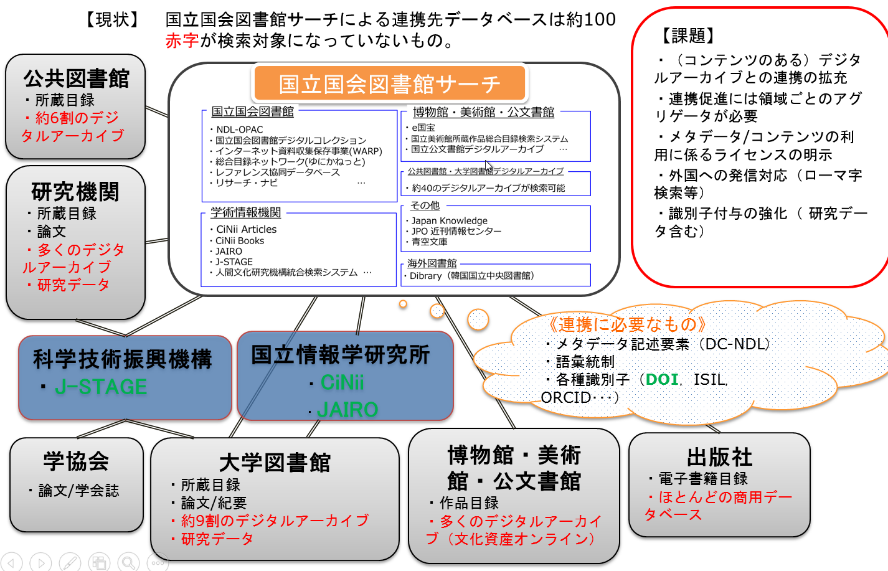 【現状】 国立国会図書館サーチによる連携先データベースは約100
赤字が検索対象になっていないもの。
公共図書館
・所蔵目録
・約6割のデジ
タルアーカイブ
研究機関
・所蔵目録
・論文
・多くのデジタ
ルアーカイブ
・研究データ
国立国会図書館サーチ
国立国会図書館
・NDL-OPAC
・国立国会図書館デジタルコレクション
・インターネット資料収集保存事業(WARP)
・総合目録ネットワーク(ゆにかねっと)
・レファレンス協同データベース
・リサーチ・ナビ …
学術情報機関
・CiNii Articles
・CiNii Books
・JAIRO
・J-STAGE
・人間文化研究機構統合検索システム …
博物館・美術館・公文書館
・e国宝
・国立美術館所蔵作品総合目録検索システム
・国立公文書館デジタルアーカイブ …
公共図書館・大学図書館デジタルアーカイブ
・約40のデジタルアーカイブが検索可能
その他
・Japan Knowledge
・JPO 近刊情報センター
・青空文庫
海外図書館
・Dibrary（韓国国立中央図書館）
【課題】
・（コンテンツのある）デジタ
ルアーカイブとの連携の拡充
・連携促進には領域ごとのアグ
リゲータが必要
・メタデータ/コンテンツの利
用に係るライセンスの明示
・外国への発信対応（ローマ字
検索等）
・識別子付与の強化（ 研究デー
タ含む）
科学技術振興機構
・J-STAGE
国立情報学研究所
・CiNii
・JAIRO
《連携に必要なもの》
・メタデータ記述要素（DC-NDL）
・語彙統制
・各種識別子（DOI, ISIL,
ORCID・・・）
学協会
・論文/学会誌
大学図書館
・所蔵目録
・論文/紀要
・約9割のデジタルアーカイブ
・研究データ
博物館・美術
館・公文書館
・作品目録
・多くのデジタルアーカイ
ブ（文化資産オンライン）
出版社
・電子書籍目録
・ほとんどの商用デー
タベース